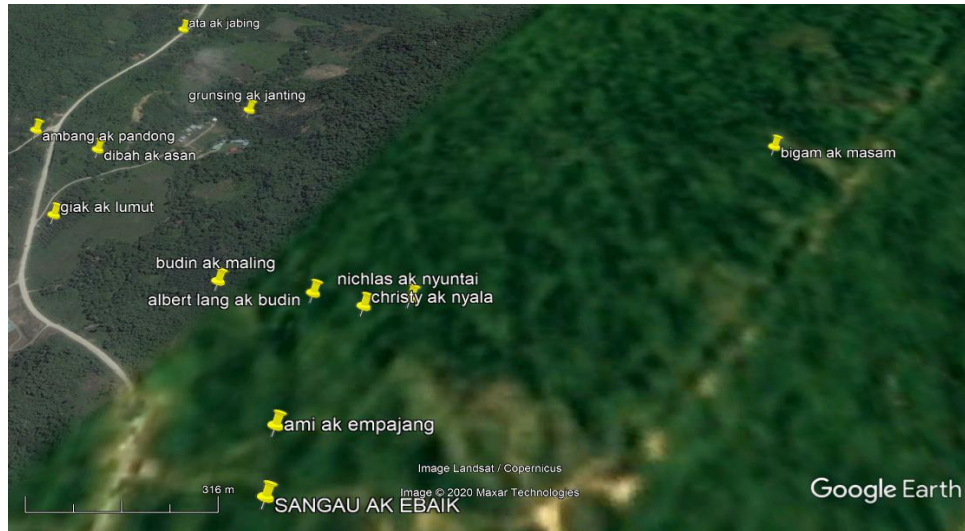 ata ak jabing
grunsing ak janting
ambang ak pandong
dibah ak asan
bigam ak masam
giak ak lumut
budin ak maling
nichlas ak nyuntai
albert lang ak budin
christy ak nyala
ami ak empajang
Image Landsat / Copernicus
316 m
Image © 2020 Maxar Technologies
SANGAU AK EBAIK
Google Earth